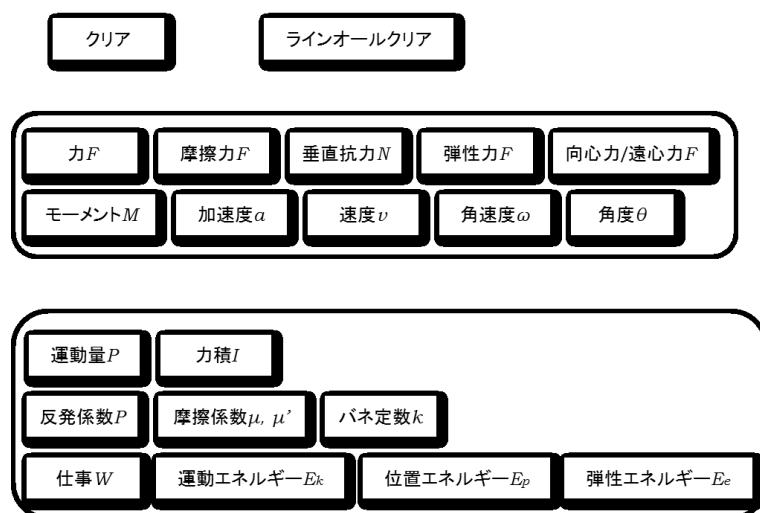 クリア ラインオールクリア
力F 摩擦力F 垂直抗力N 弾性力F 向心力/遠心力F
モーメントM 加速度a 速度v 角速度ω 角度θ
運動量P 力積I
反発係数P 摩擦係数μ, μ' バネ定数k
仕事W 運動エネルギーEk 位置エネルギーEp 弾性エネルギーEe